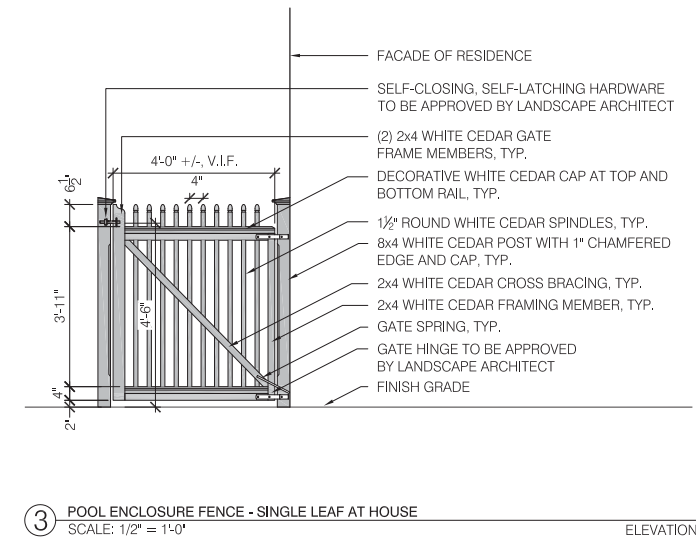 FACADE OF RESIDENCE
SELF-CLOSING, SELF-LATCHING HARDWARE
TO BE APPROVED BY LANDSCAPE ARCHITECT
(2) 2x4 WHITE CEDAR GATE
FRAME MEMBERS, TYP.
4'-0" +/-, V.I.F.
DECORATIVE WHITE CEDAR CAP AT TOP AND
BOTTOM RAIL, TYP.
4"
6½"
1½" ROUND WHITE CEDAR SPINDLES, TYP.
8x4 WHITE CEDAR POST WITH 1" CHAMFERED
EDGE AND CAP, TYP.
2x4 WHITE CEDAR CROSS BRACING, TYP.
2x4 WHITE CEDAR FRAMING MEMBER, TYP.
3'-11"
4'-6"
GATE SPRING, TYP.
GATE HINGE TO BE APPROVED
BY LANDSCAPE ARCHITECT
FINISH GRADE
4"
2"
3 POOL ENCLOSURE FENCE - SINGLE LEAF AT HOUSE
SCALE: 1/2" = 1'-0"
ELEVATION